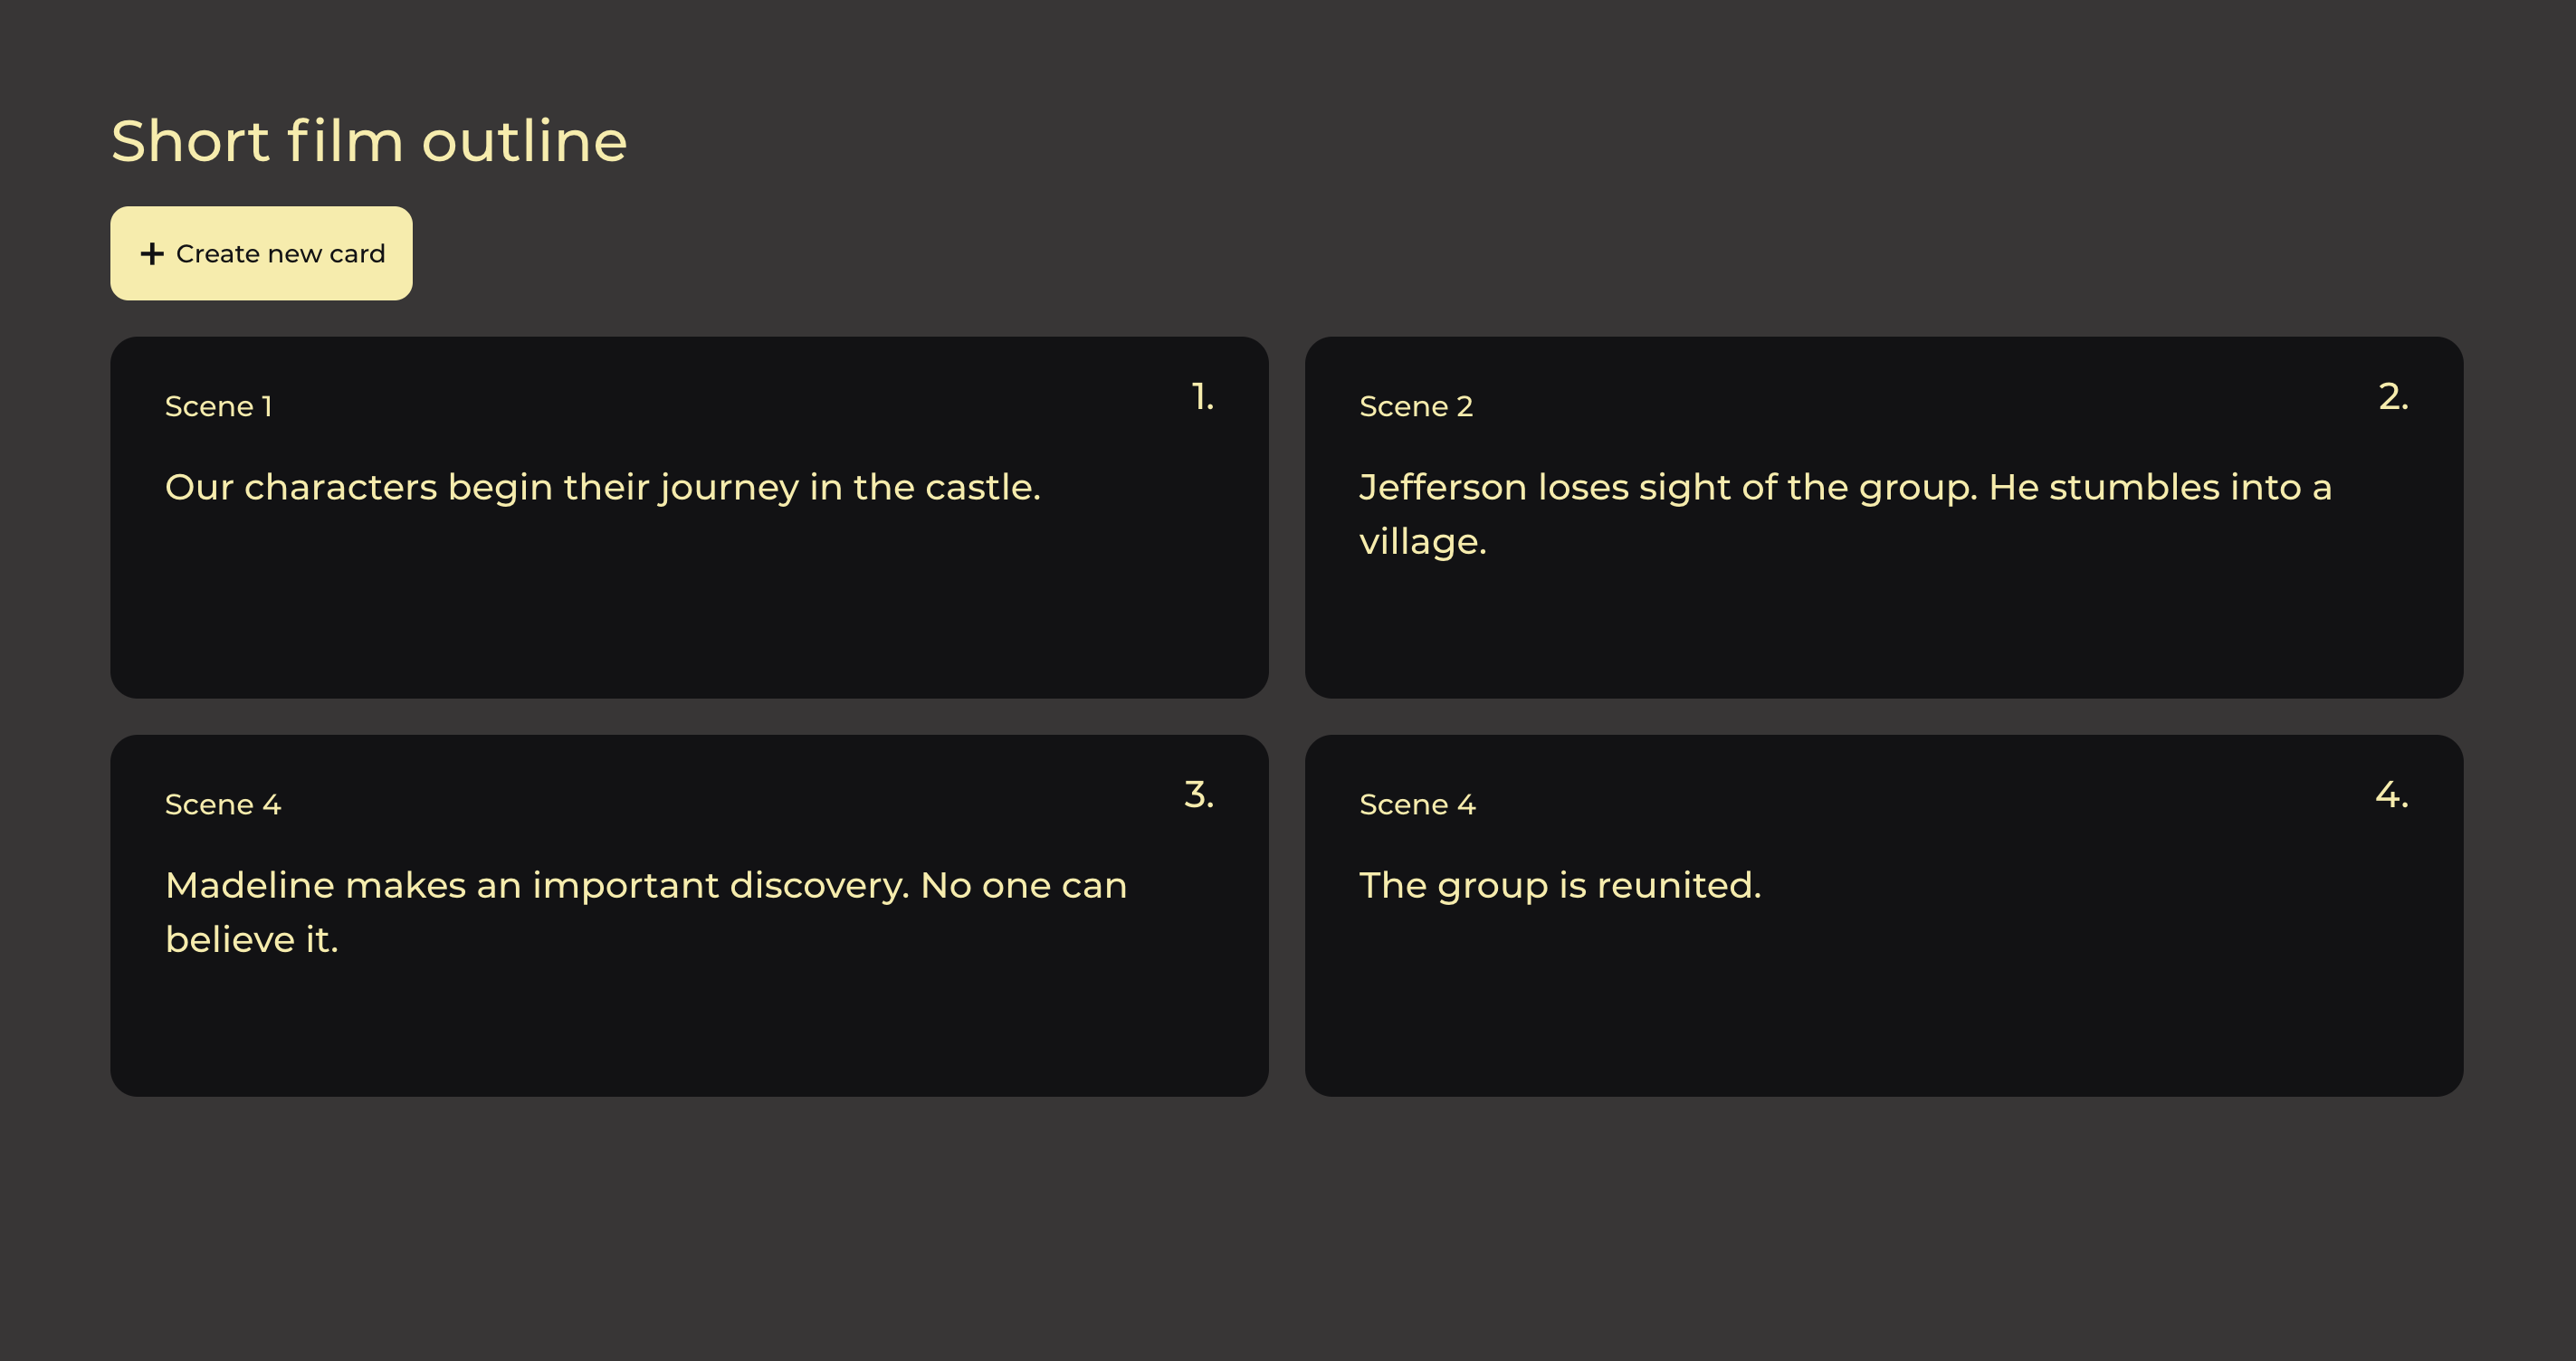 Short film outline
+ Create new card
Scene 1
1.
Our characters begin their journey in the castle.
Scene 2
2.
Jefferson loses sight of the group. He stumbles into a
village.
Scene 4
3.
Madeline makes an important discovery. No one can
believe it.
Scene 4
4.
The group is reunited.